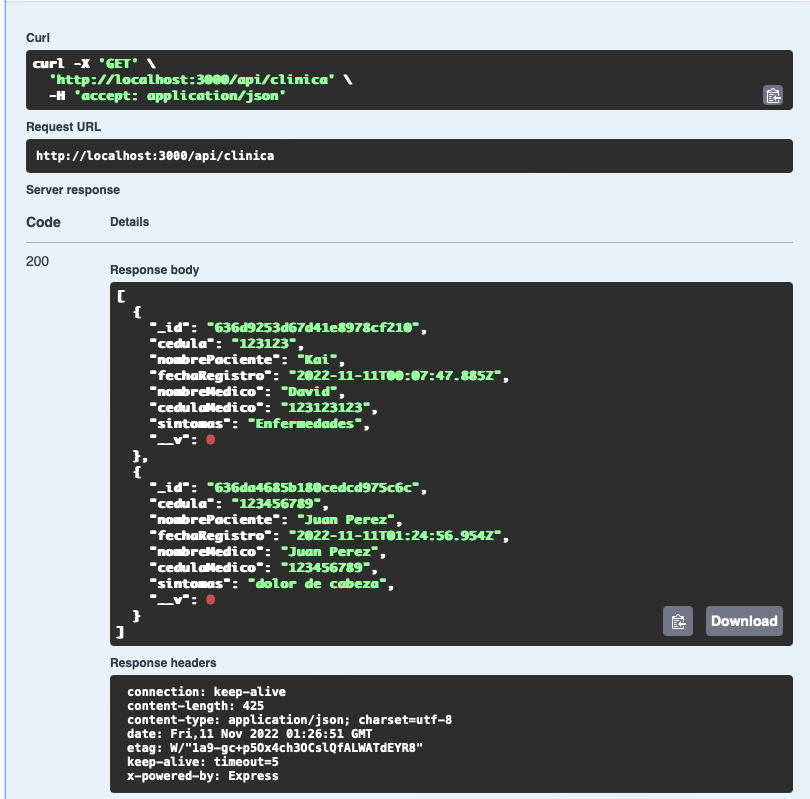 Curl
curl -X 'GET' \
'http://localhost:3000/api/clinica' \
-H 'accept: application/json'
Request URL
http://localhost:3000/api/clinica
Server response
Code Details
200
Response body
[
{
"_id": "636d9253d67d41e8978cf210",
"cedula": "123123",
"nombrePaciente": "Kai",
"fechaRegistro": "2022-11-11T00:07:47.885Z",
"nombreMedico": "David",
"cedulaMedico": "123123123",
"sintomas": "Enfermedades",
"__v": 0
},
{
"_id": "636da4685b180cedcd975c6c",
"cedula": "123456789",
"nombrePaciente": "Juan Perez",
"fechaRegistro": "2022-11-11T01:24:56.954Z",
"nombreMedico": "Juan Perez",
"cedulaMedico": "123456789",
"sintomas": "dolor de cabeza",
"__v": 0
}
]
Download
Response headers
connection: keep-alive
content-length: 425
content-type: application/json; charset=utf-8
date: Fri,11 Nov 2022 01:26:51 GMT
etag: W/"1a9-gc+p5Ox4ch3OCslQfALWATdEYR8"
keep-alive: timeout=5
x-powered-by: Express